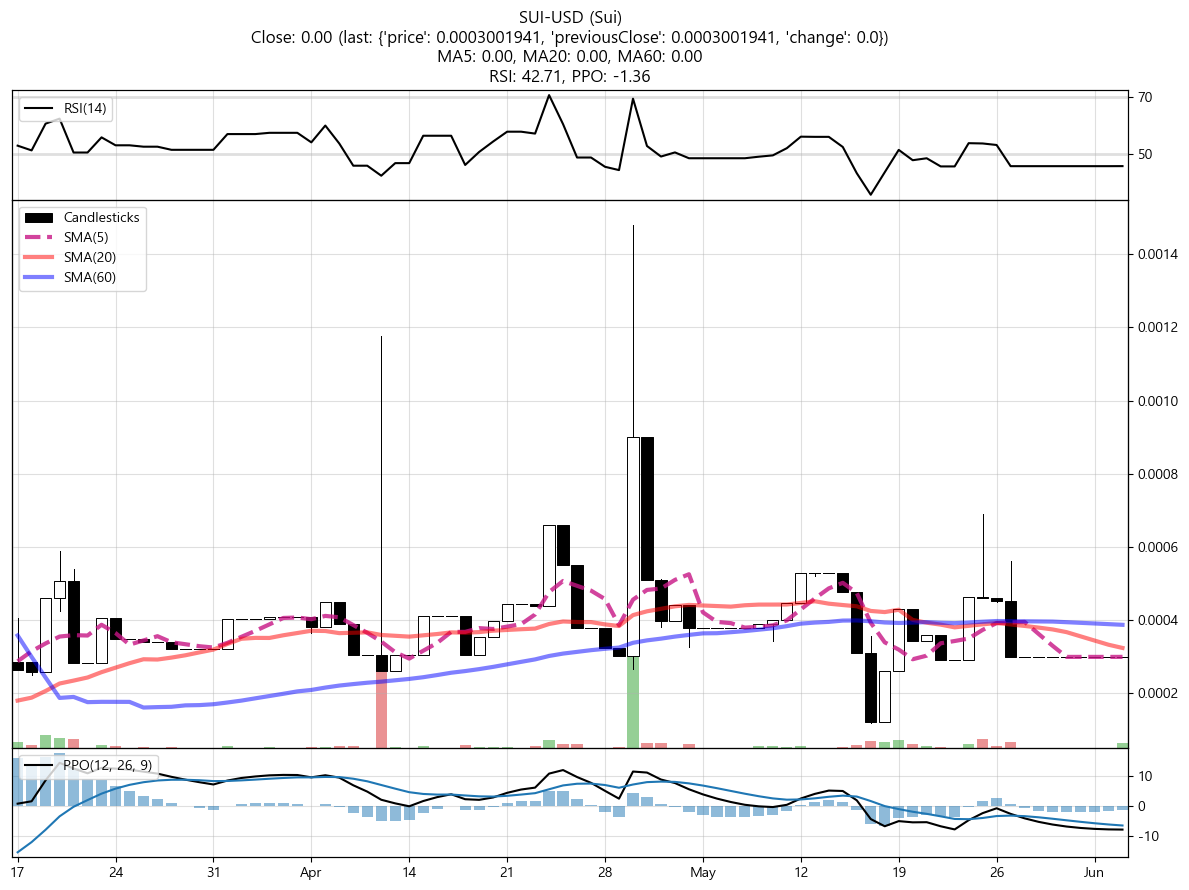 SUI-USD (Sui)
Close: 0.00 (last: {'price': 0.0003001941, 'previousClose': 0.0003001941, 'change': 0.0})
MA5: 0.00, MA20: 0.00, MA60: 0.00
RSI: 42.71, PPO: -1.36
RSI(14)
70
50
Candlesticks
SMA(5)
SMA(20)
SMA(60)
0.0014
0.0012
0.0010
0.0008
0.0006
0.0004
0.0002
PPO(12, 26, 9)
10
0
-10
17 24 31 Apr 14 21 28 May 12 19 26 Jun